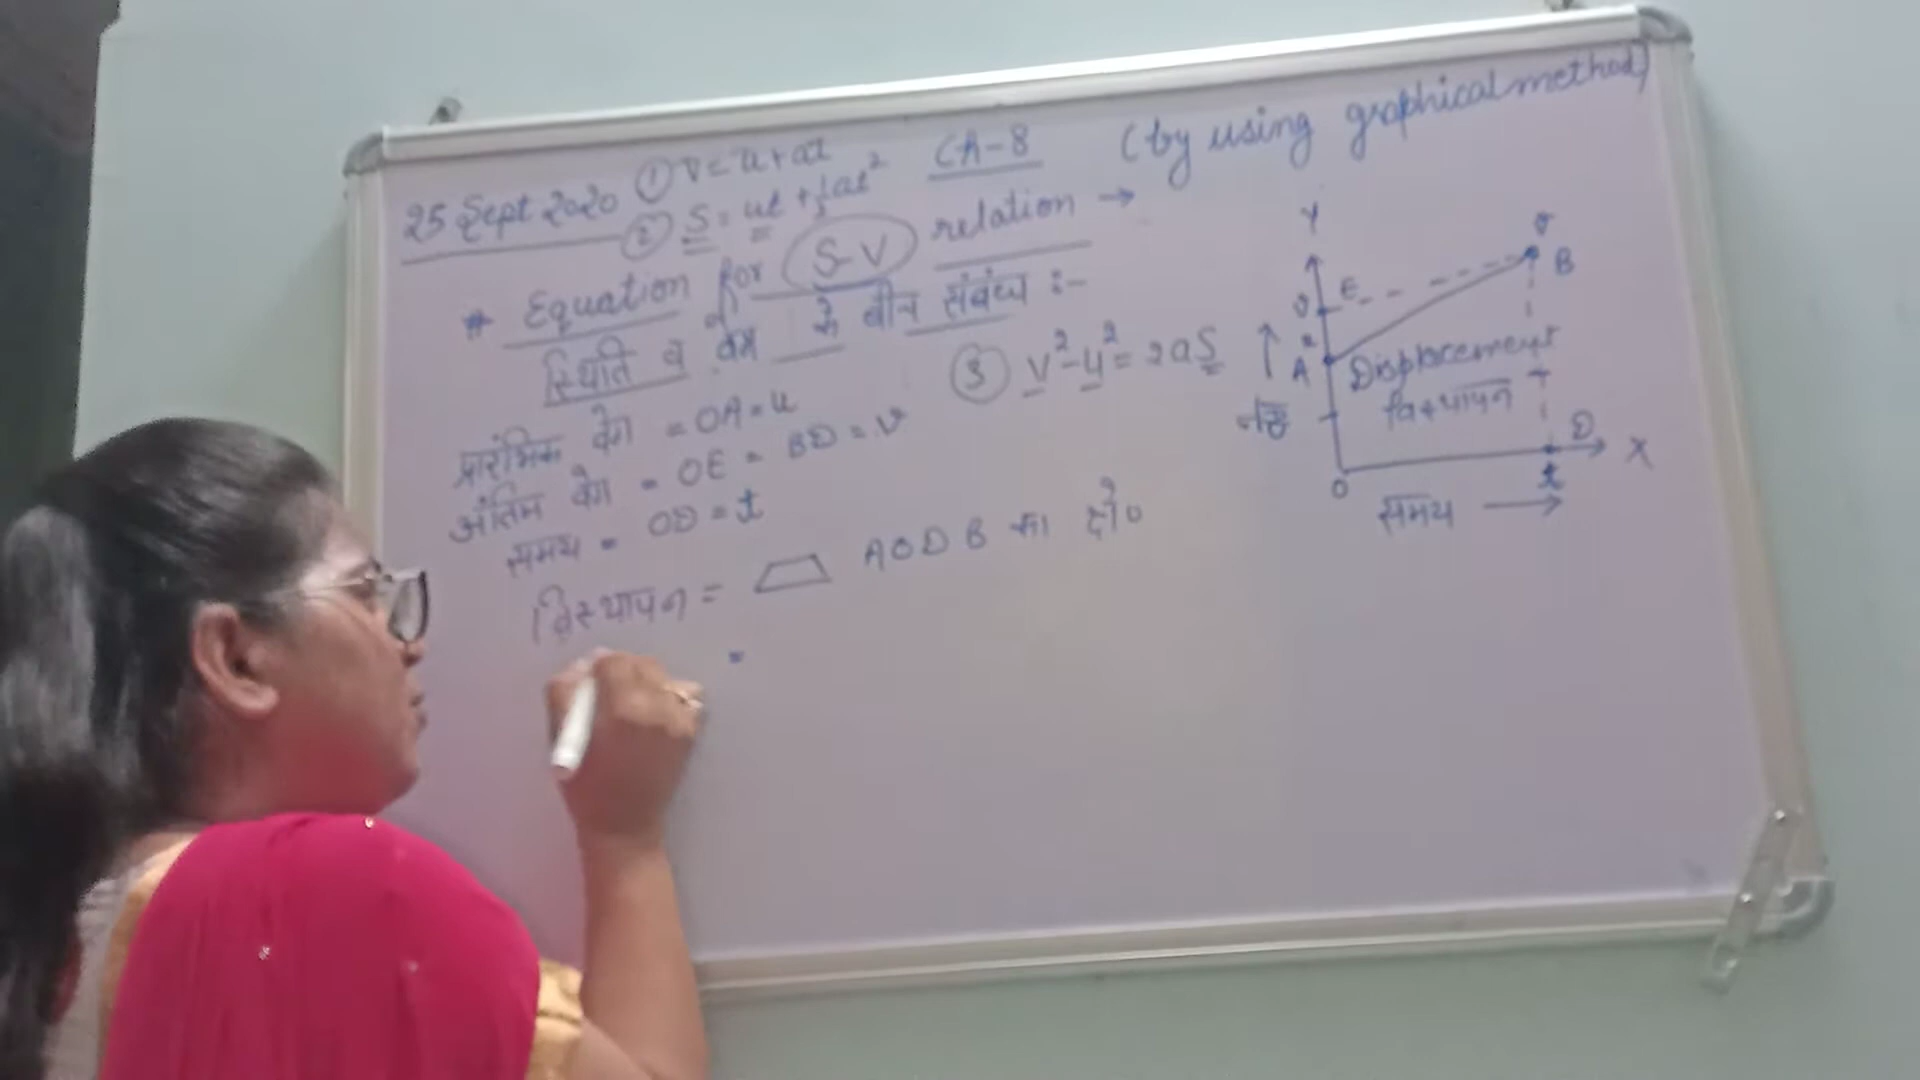 25 Sept 2020 ① v = u + at CH-8 (by using graphical method)
② S = ut + ½at²
* Equation for S-V relation →
स्थिति व वेग के बीच संबंध :-
③ v² - u² = 2aS
प्रारंभिक वेग = OA = u
अंतिम वेग = OE = BD = v
समय = OD = t
विस्थापन = AODB का क्षे०
=
Y
v
B
v E
u
A
Displacement
विस्थापन
D
O
t
X
समय →